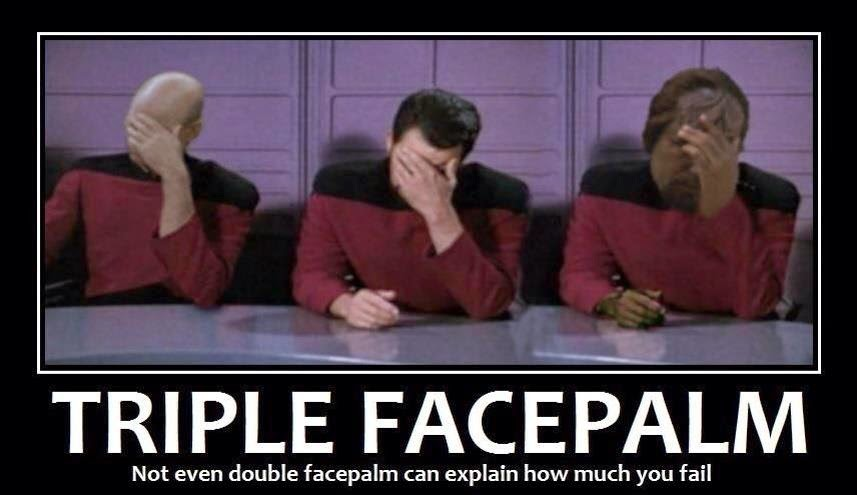 TRIPLE FACEPALM
Not even double facepalm can explain how much you fail